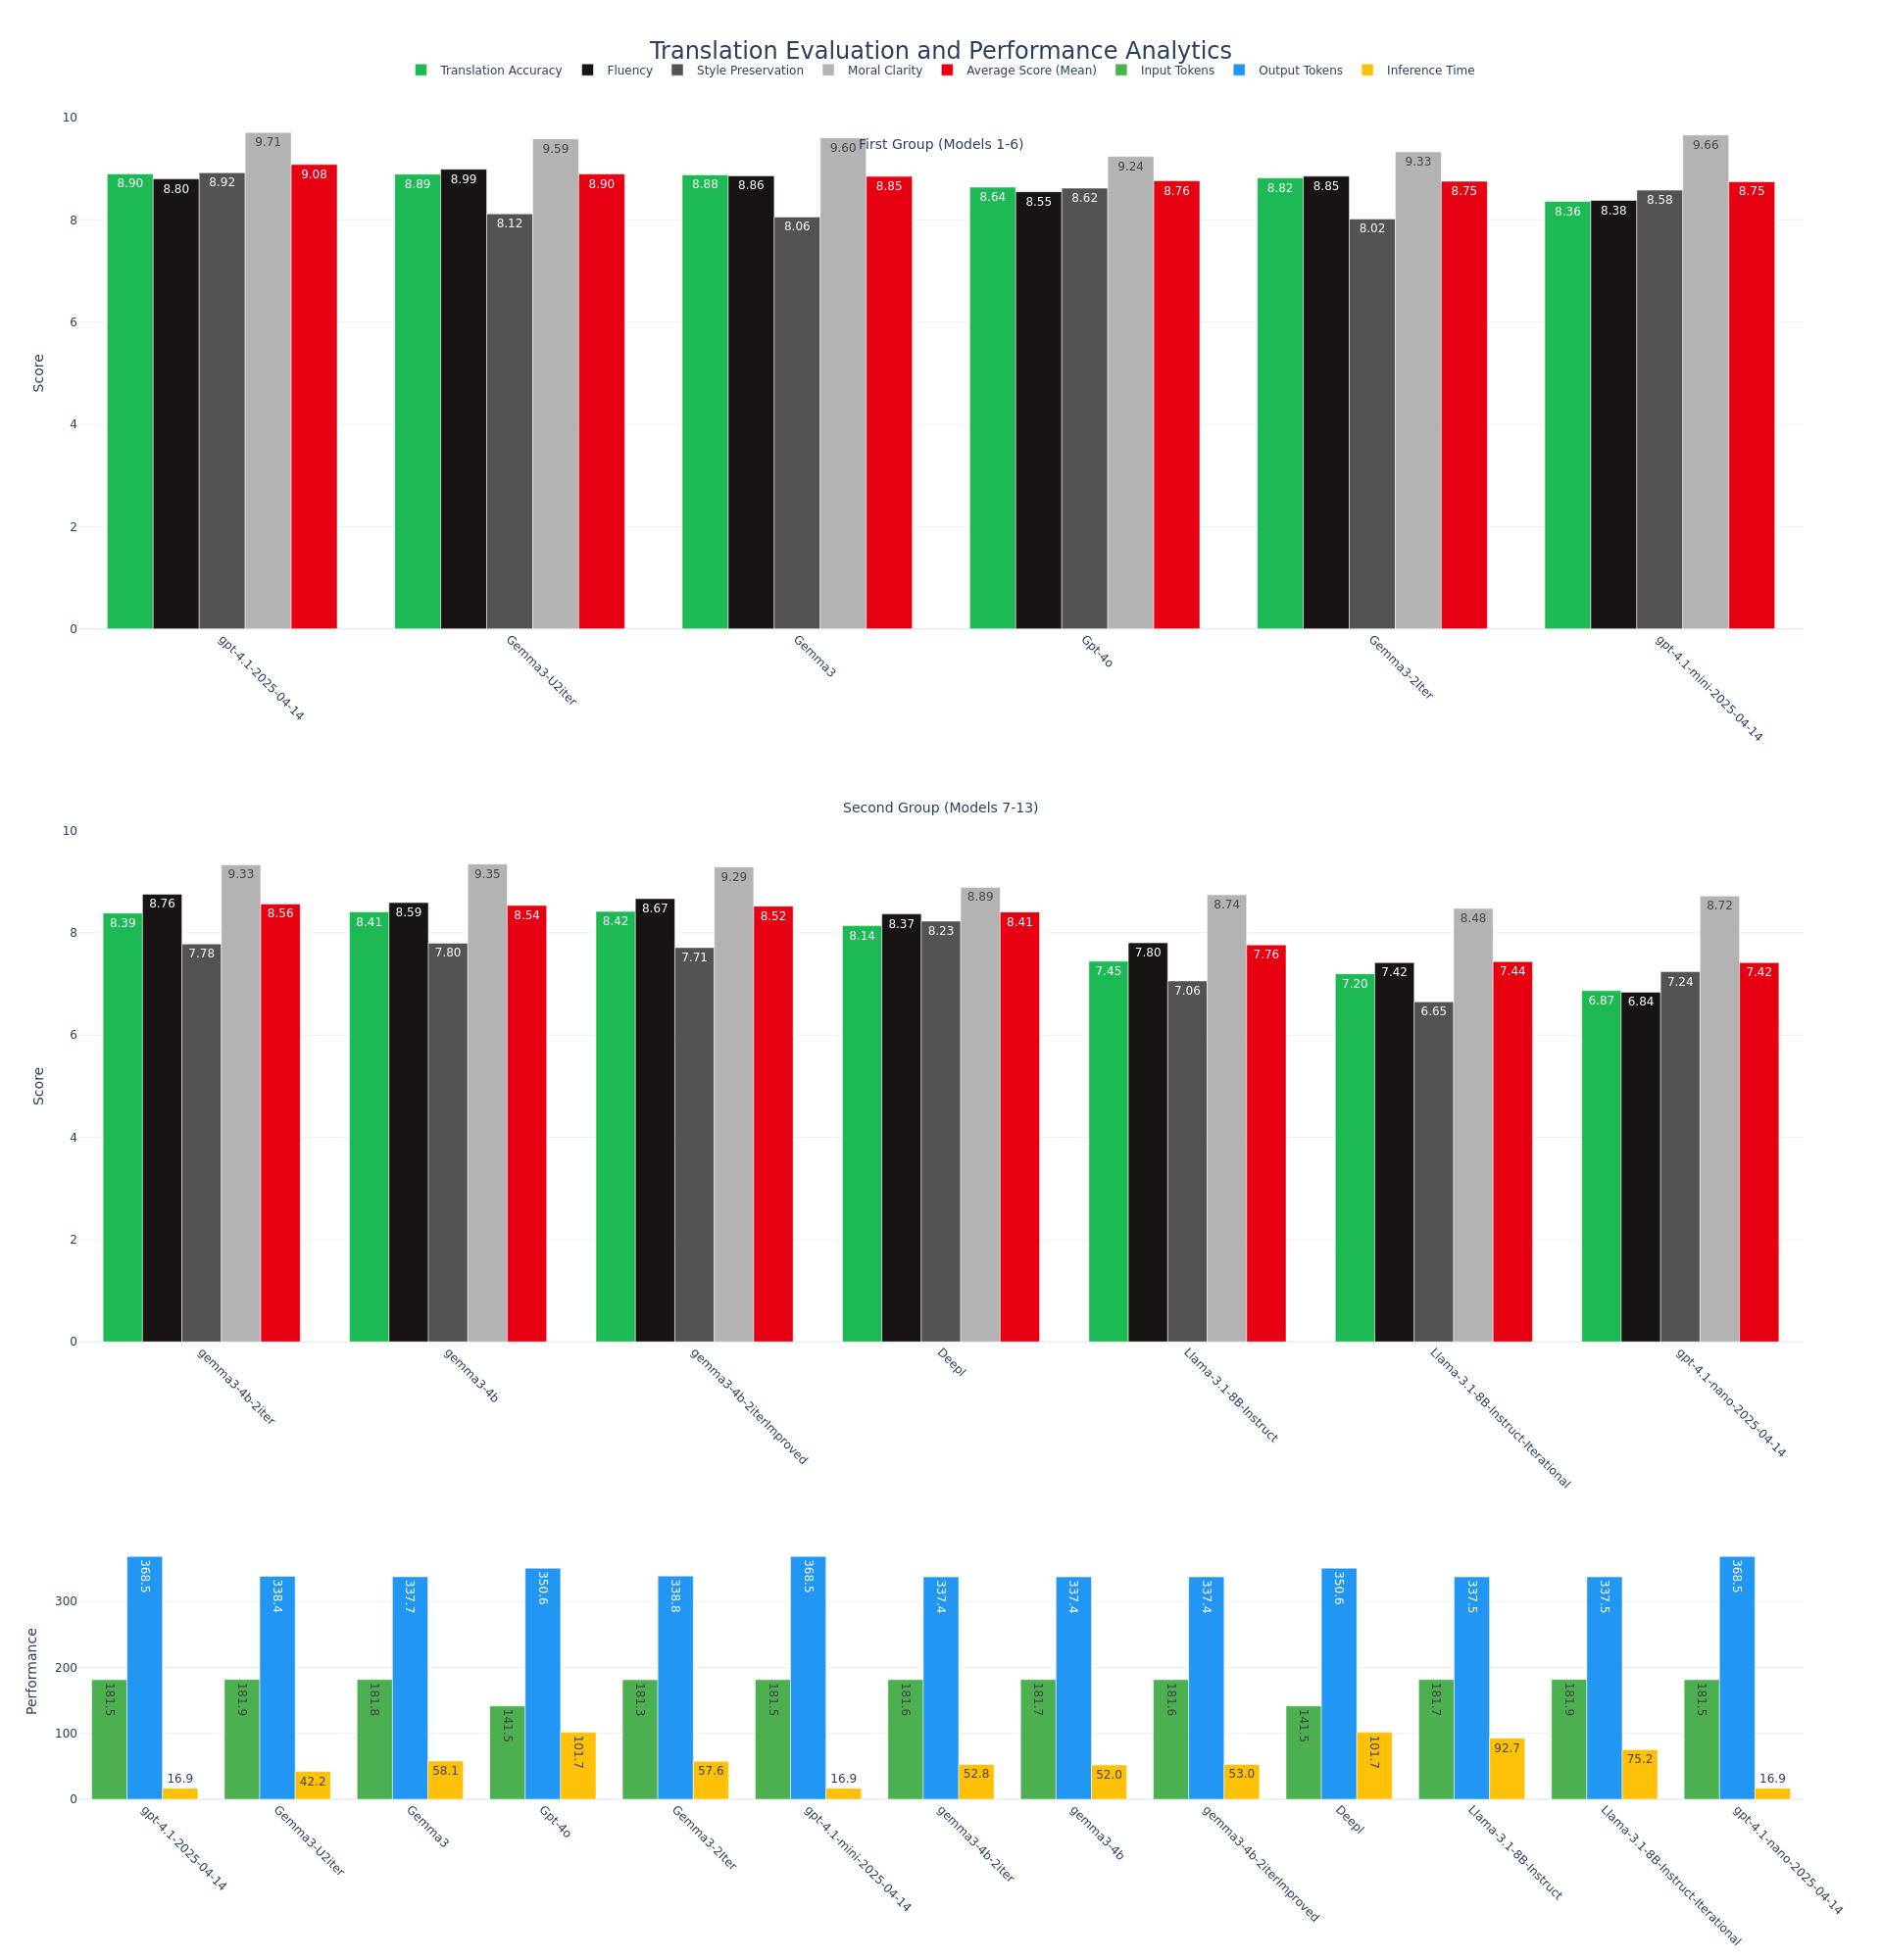 Translation Evaluation and Performance Analytics
Translation Accuracy Fluency Style Preservation Moral Clarity Average Score (Mean) Input Tokens Output Tokens Inference Time
First Group (Models 1-6)
10
8
6
4
2
0
Score
8.90 8.80 8.92 9.71 9.08
8.89 8.99 8.12 9.59 8.90
8.88 8.86 8.06 9.60 8.85
8.64 8.55 8.62 9.24 8.76
8.82 8.85 8.02 9.33 8.75
8.36 8.38 8.58 9.66 8.75
gpt-4.1-2025-04-14
Gemma3-U2iter
Gemma3
Gpt-4o
Gemma3-2Iter
gpt-4.1-mini-2025-04-14
Second Group (Models 7-13)
10
8
6
4
2
0
Score
8.39 8.76 7.78 9.33 8.56
8.41 8.59 7.80 9.35 8.54
8.42 8.67 7.71 9.29 8.52
8.14 8.37 8.23 8.89 8.41
7.45 7.80 7.06 8.74 7.76
7.20 7.42 6.65 8.48 7.44
6.87 6.84 7.24 8.72 7.42
gemma3-4b-2iter
gemma3-4b
gemma3-4b-2iterImproved
Deepl
Llama-3.1-8B-Instruct
Llama-3.1-8B-Instruct-Iterational
gpt-4.1-nano-2025-04-14
300
200
100
0
Performance
181.5 368.5 16.9
181.9 338.4 42.2
181.8 337.7 58.1
141.5 350.6 101.7
181.3 338.8 57.6
181.5 368.5 16.9
181.6 337.4 52.8
181.7 337.4 52.0
181.6 337.4 53.0
141.5 350.6 101.7
181.7 337.5 92.7
181.9 337.5 75.2
181.5 368.5 16.9
gpt-4.1-2025-04-14
Gemma3-U2iter
Gemma3
Gpt-4o
Gemma3-2Iter
gpt-4.1-mini-2025-04-14
gemma3-4b-2iter
gemma3-4b
gemma3-4b-2iterImproved
Deepl
Llama-3.1-8B-Instruct
Llama-3.1-8B-Instruct-Iterational
gpt-4.1-nano-2025-04-14